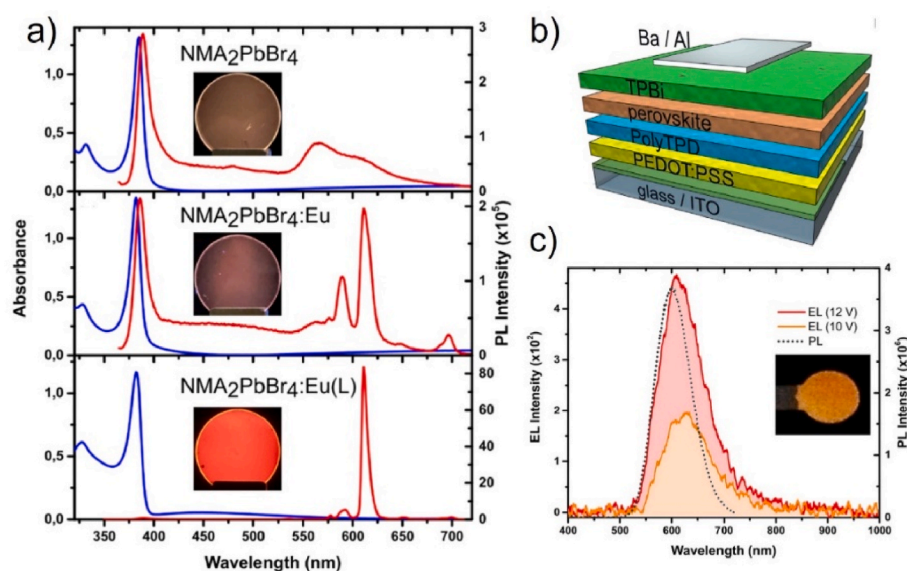 a)
NMA₂PbBr₄
1,0
0,5
0,0
3
2
1
0
NMA₂PbBr₄:Eu
1,0
0,5
0,0
2
1
0
NMA₂PbBr₄:Eu(L)
1,0
0,5
0,0
80
60
40
20
0
Absorbance
PL Intensity (x10⁵)
350 400 450 500 550 600 650 700
Wavelength (nm)
b)
Ba / Al
TPBi
perovskite
PolyTPD
PEDOT:PSS
glass / ITO
c)
EL (12 V)
EL (10 V)
PL
4
3
2
1
0
EL Intensity (x10²)
4
3
2
1
0
PL Intensity (x10⁵)
400 500 600 700 800 900 1000
Wavelength (nm)